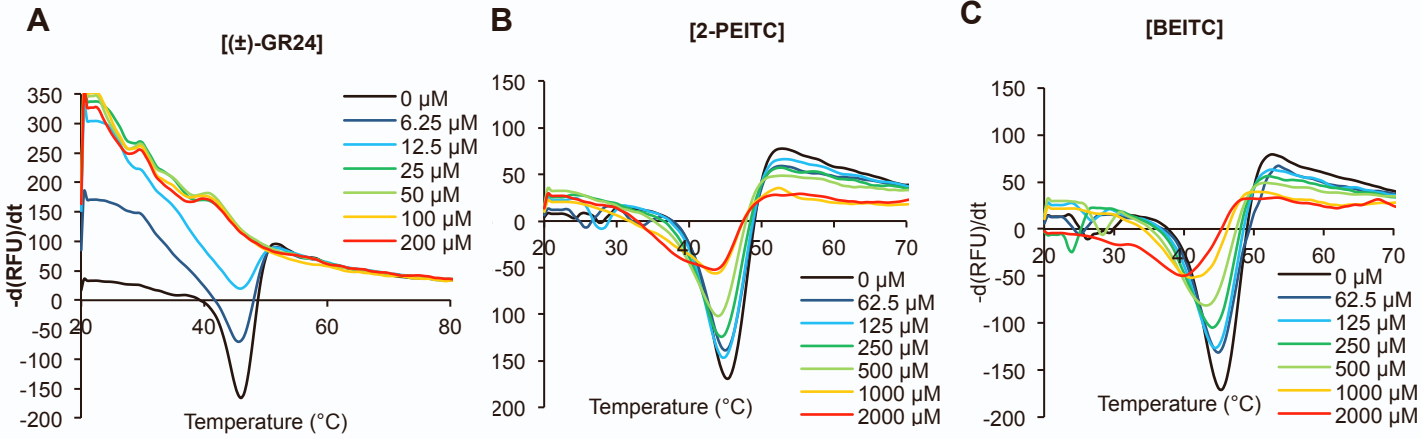 A
[(±)-GR24]
-d(RFU)/dt
350
300
250
200
150
100
50
0
-50
-100
-150
-200
20
40
60
80
Temperature (°C)
0 µM
6.25 µM
12.5 µM
25 µM
50 µM
100 µM
200 µM
B
[2-PEITC]
150
100
50
0
-50
100
150
200
20
30
40
50
60
70
Temperature (°C)
0 µM
62.5 µM
125 µM
250 µM
500 µM
1000 µM
2000 µM
C
[BEITC]
-d(RFU)/dt
150
100
50
0
-50
-100
-150
-200
20
30
40
50
60
70
Temperature (°C)
0 µM
62.5 µM
125 µM
250 µM
500 µM
1000 µM
2000 µM